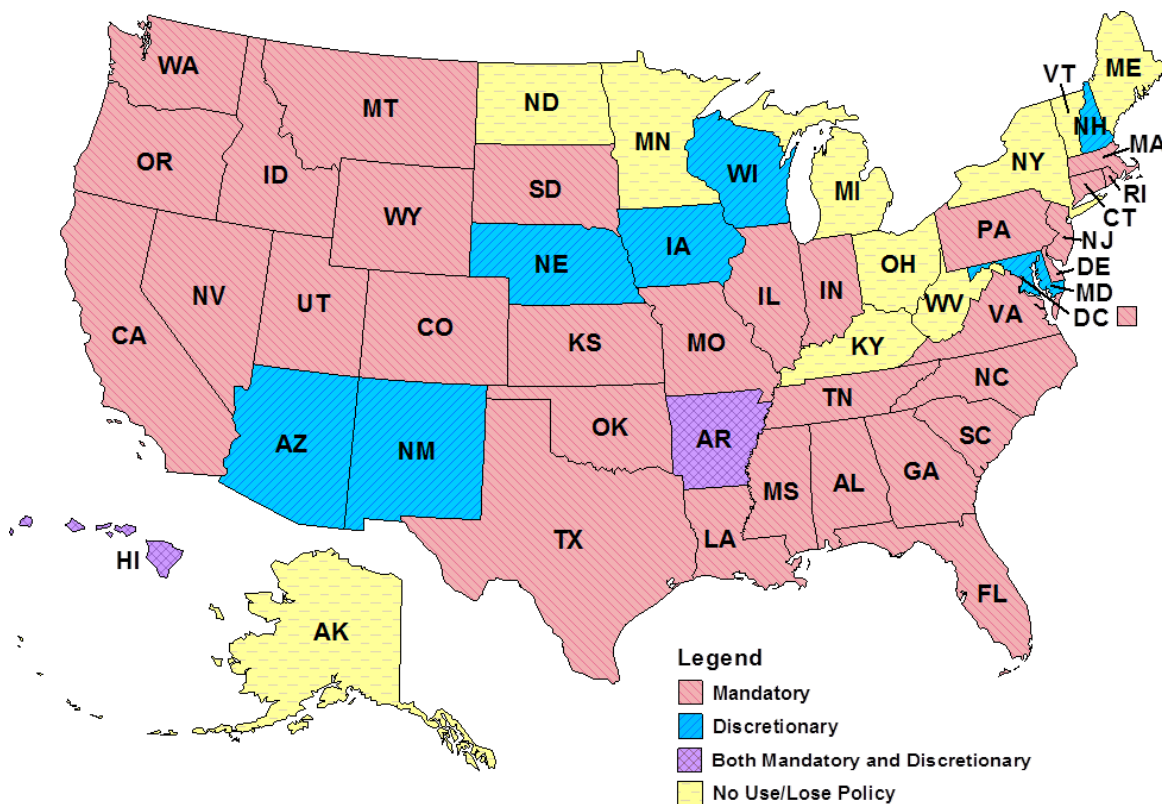 WA
MT
ND
MN
VT
ME
NH
OR
ID
SD
WI
NY
MA
WY
MI
RI
CT
PA
NJ
NE
IA
OH
DE
NV
UT
IL
IN
WV
MD
CA
CO
KS
MO
VA
DC
KY
NC
TN
AZ
NM
OK
AR
SC
MS
AL
GA
TX
LA
HI
FL
AK
Legend
Mandatory
Discretionary
Both Mandatory and Discretionary
No Use/Lose Policy